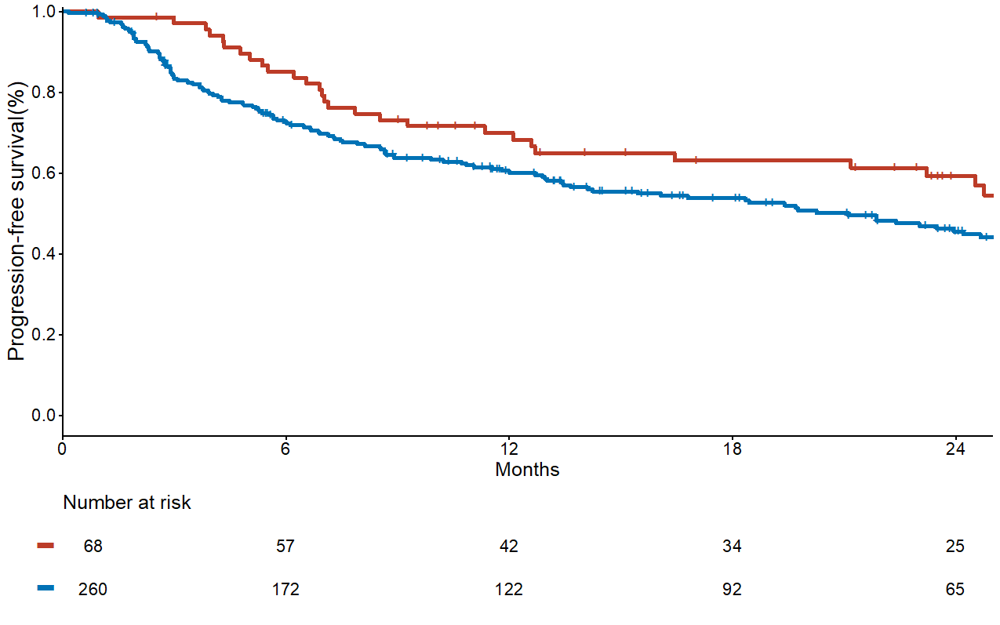 Progression-free survival(%)
1.0
0.8
0.6
0.4
0.2
0.0
0 6 12 18 24
Months
Number at risk
68 57 42 34 25
260 172 122 92 65